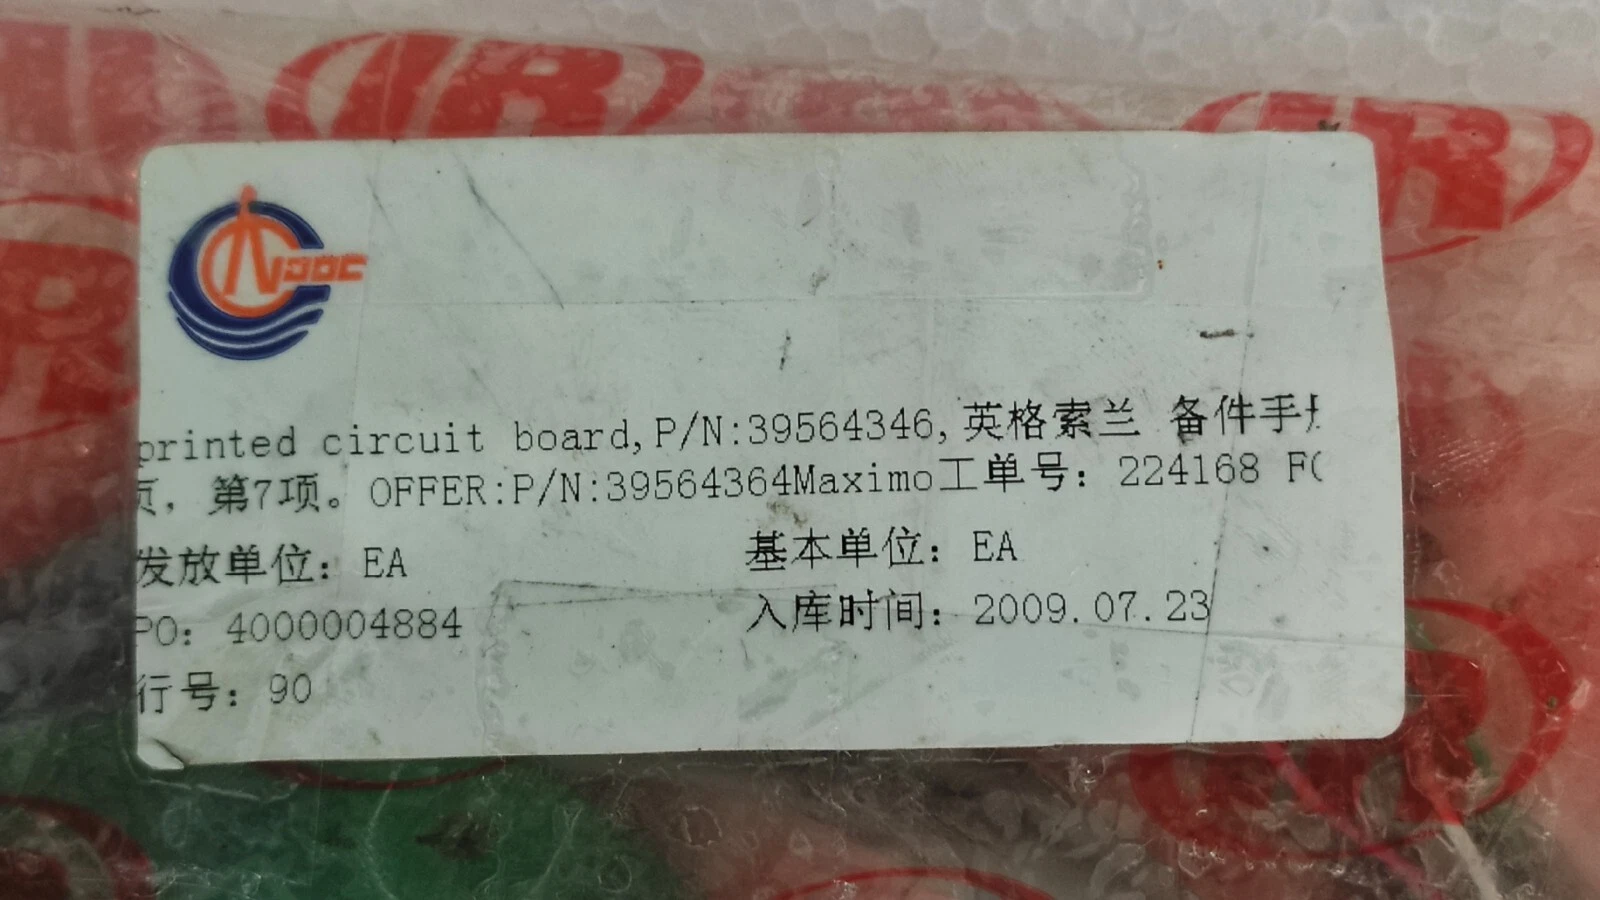 CNOOC
printed circuit board,P/N:39564346,英格索兰 备件手
页，第7项。OFFER:P/N:39564364Maximo工单号：224168 F
发放单位：EA 基本单位：EA
PO：4000004884 入库时间：2009.07.23
行号：90